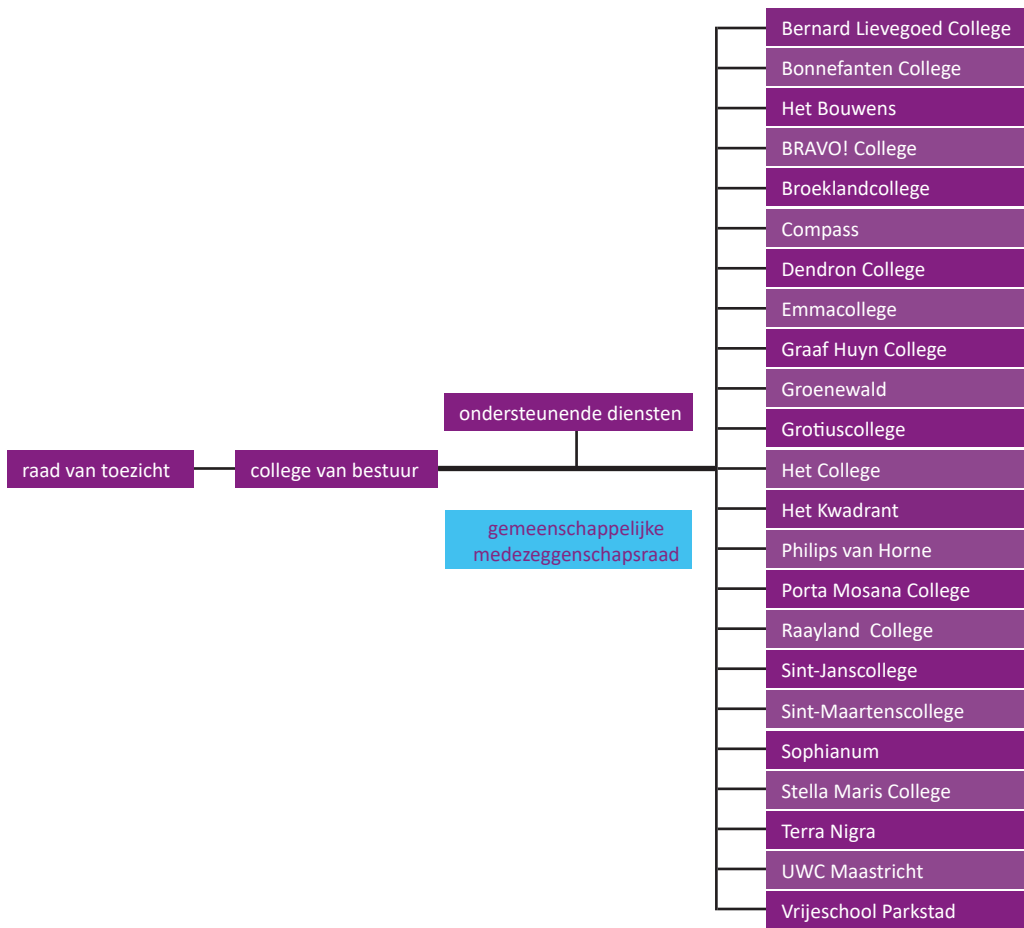 raad van toezicht
college van bestuur
ondersteunende diensten
gemeenschappelijke
medezeggenschapsraad
Bernard Lievegoed College
Bonnefanten College
Het Bouwens
BRAVO! College
Broeklandcollege
Compass
Dendron College
Emmacollege
Graaf Huyn College
Groenewald
Grotiuscollege
Het College
Het Kwadrant
Philips van Horne
Porta Mosana College
Raayland College
Sint-Janscollege
Sint-Maartenscollege
Sophianum
Stella Maris College
Terra Nigra
UWC Maastricht
Vrijeschool Parkstad